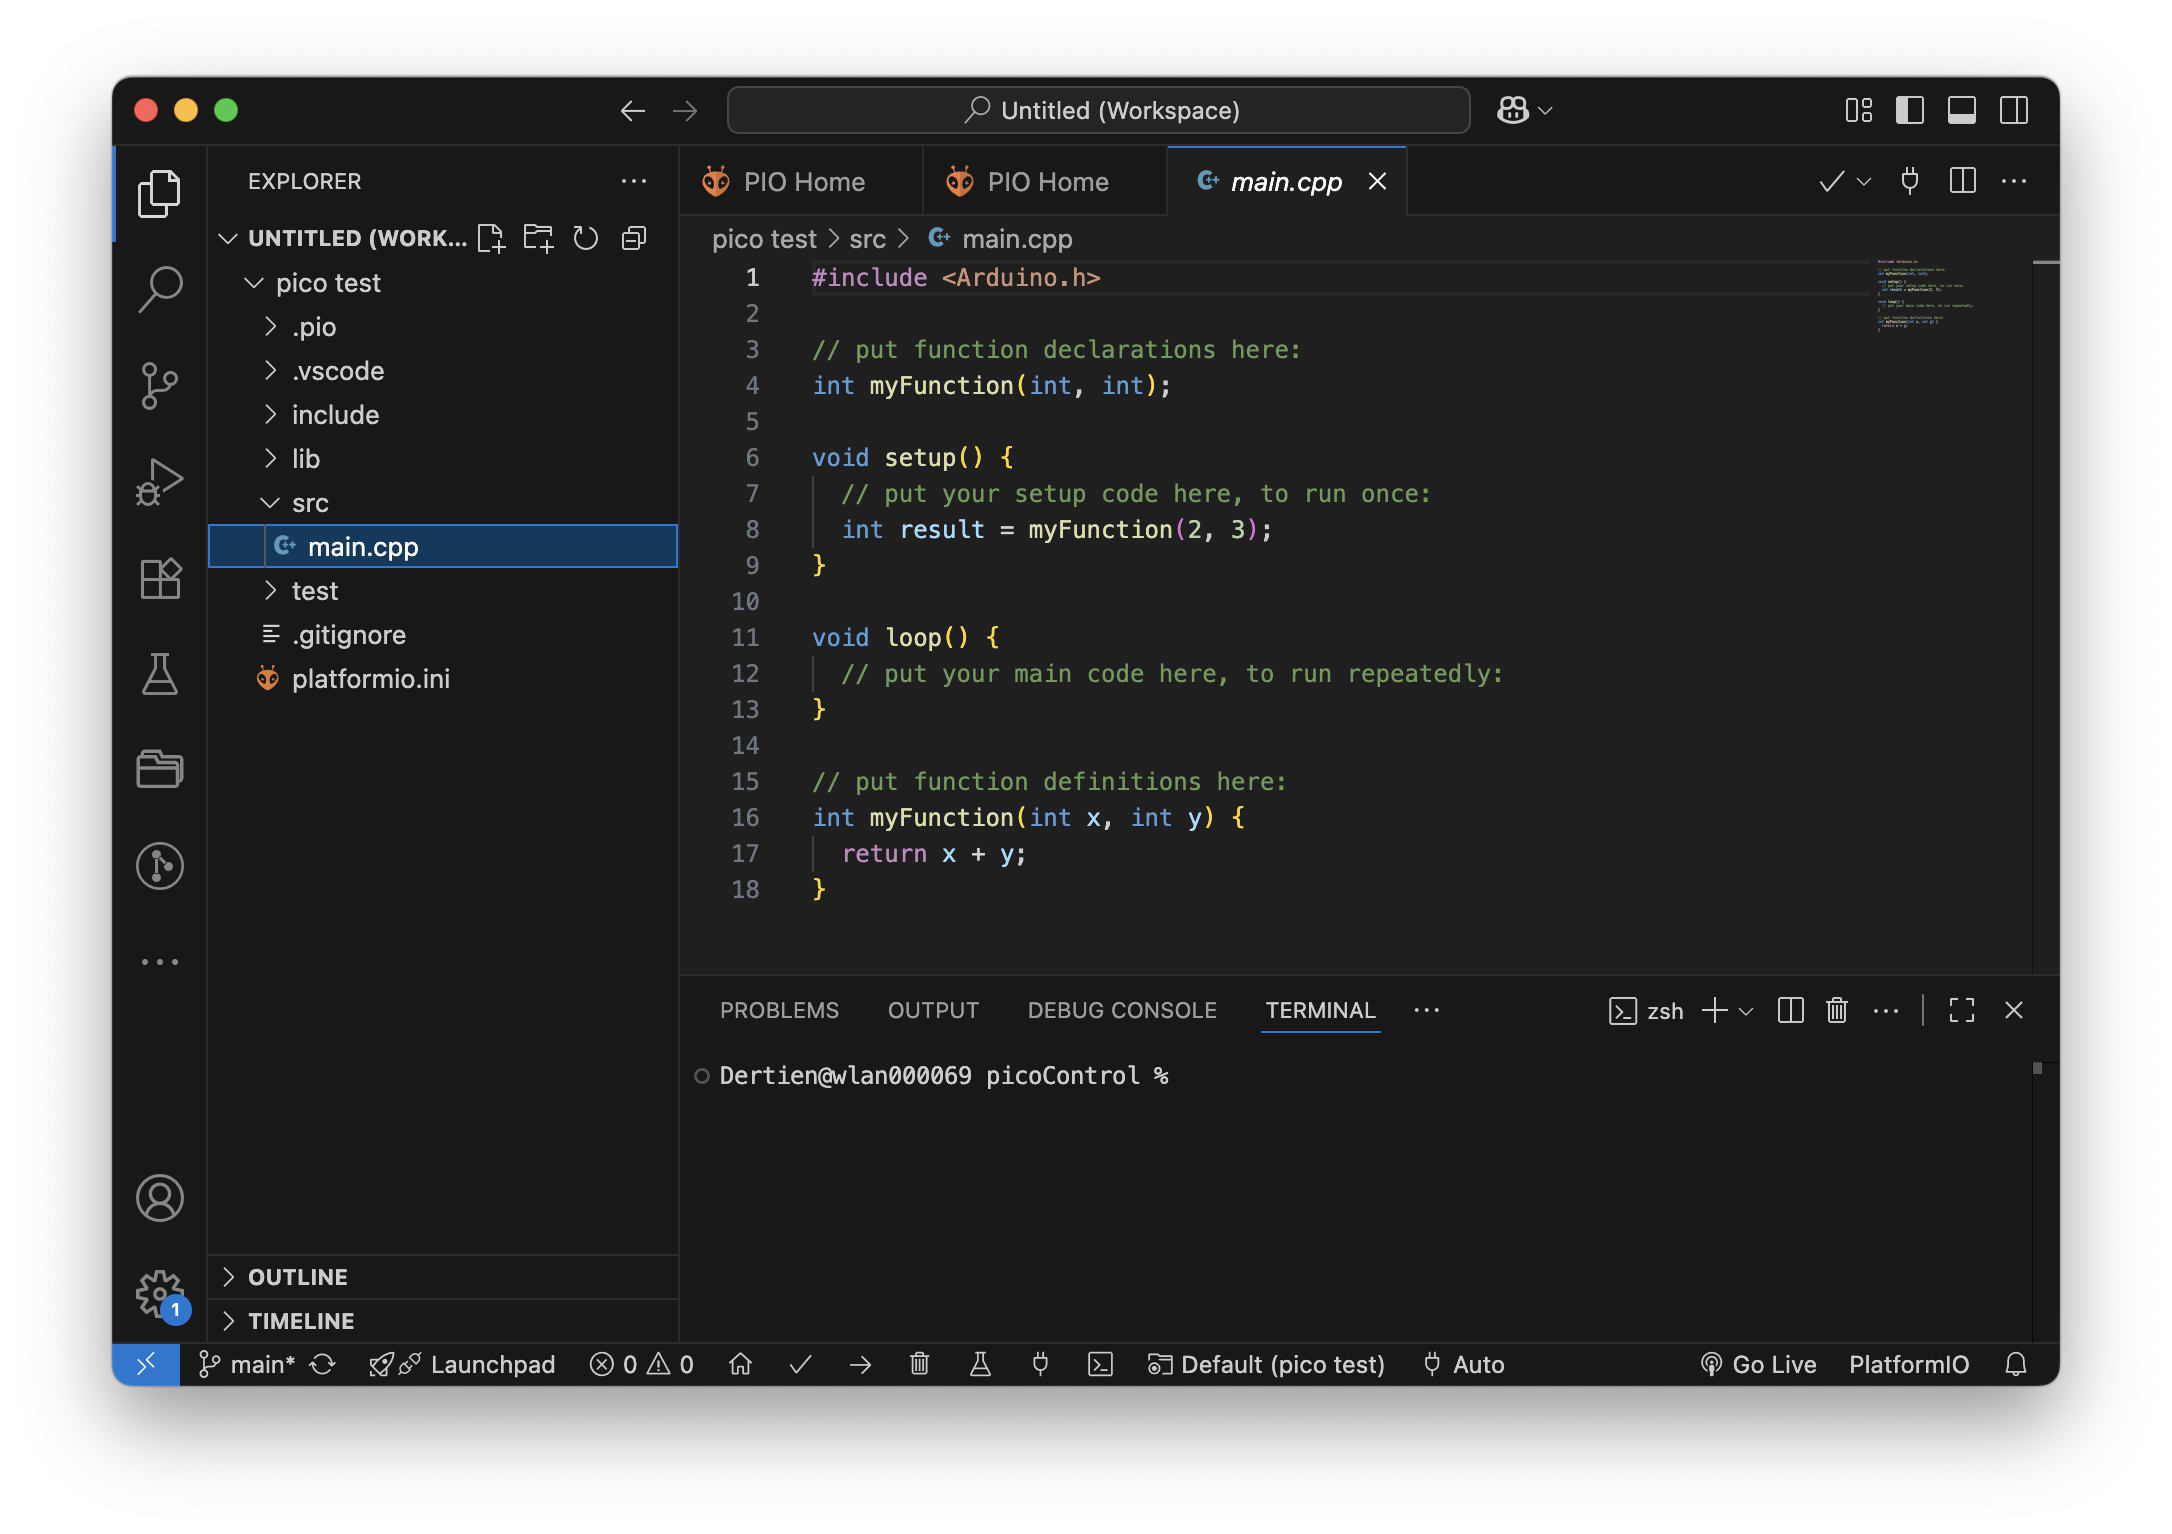 Untitled (Workspace)
EXPLORER
UNTITLED (WORK...
pico test
.pio
.vscode
include
lib
src
main.cpp
test
.gitignore
platformio.ini
OUTLINE
TIMELINE
1
PIO Home
PIO Home
main.cpp
pico test src main.cpp
1 #include <Arduino.h>
2
3 // put function declarations here:
4 int myFunction(int, int);
5
6 void setup() {
7 // put your setup code here, to run once:
8 int result = myFunction(2, 3);
9 }
10
11 void loop() {
12 // put your main code here, to run repeatedly:
13 }
14
15 // put function definitions here:
16 int myFunction(int x, int y) {
17 return x + y;
18 }
PROBLEMS OUTPUT DEBUG CONSOLE TERMINAL zsh
Dertien@wlan000069 picoControl %
main* Launchpad 0 0 Default (pico test) Auto Go Live PlatformIO